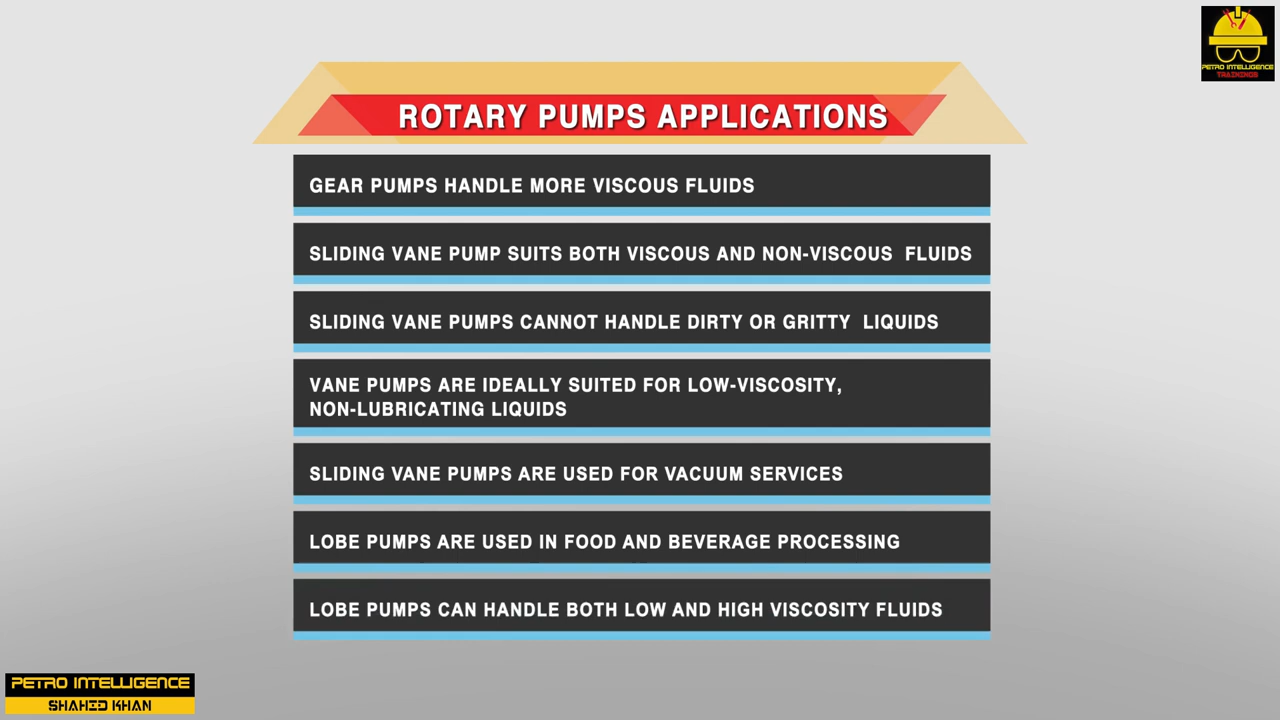 PETRO INTELLIGENCE
TRAININGS
ROTARY PUMPS APPLICATIONS
GEAR PUMPS HANDLE MORE VISCOUS FLUIDS
SLIDING VANE PUMP SUITS BOTH VISCOUS AND NON-VISCOUS FLUIDS
SLIDING VANE PUMPS CANNOT HANDLE DIRTY OR GRITTY LIQUIDS
VANE PUMPS ARE IDEALLY SUITED FOR LOW-VISCOSITY,
NON-LUBRICATING LIQUIDS
SLIDING VANE PUMPS ARE USED FOR VACUUM SERVICES
LOBE PUMPS ARE USED IN FOOD AND BEVERAGE PROCESSING
LOBE PUMPS CAN HANDLE BOTH LOW AND HIGH VISCOSITY FLUIDS
PETRO INTELLIGENCE
SHAHID KHAN